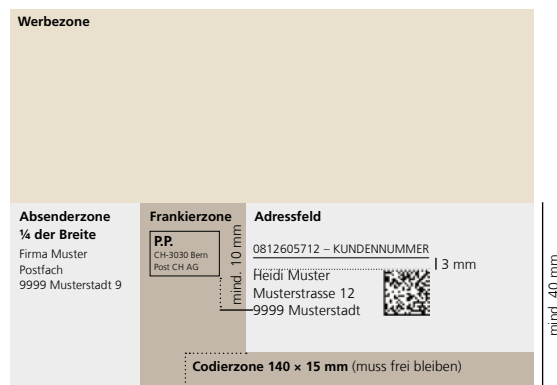 Werbezone
Absenderzone
¼ der Breite
Firma Muster
Postfach
9999 Musterstadt 9
Frankierzone
P.P.
CH-3030 Bern
Post CH AG
mind. 10 mm
Adressfeld
0812605712 – KUNDENNUMMER
3 mm
Heidi Muster
Musterstrasse 12
9999 Musterstadt
Codierzone 140 × 15 mm (muss frei bleiben)
mind. 40 mm